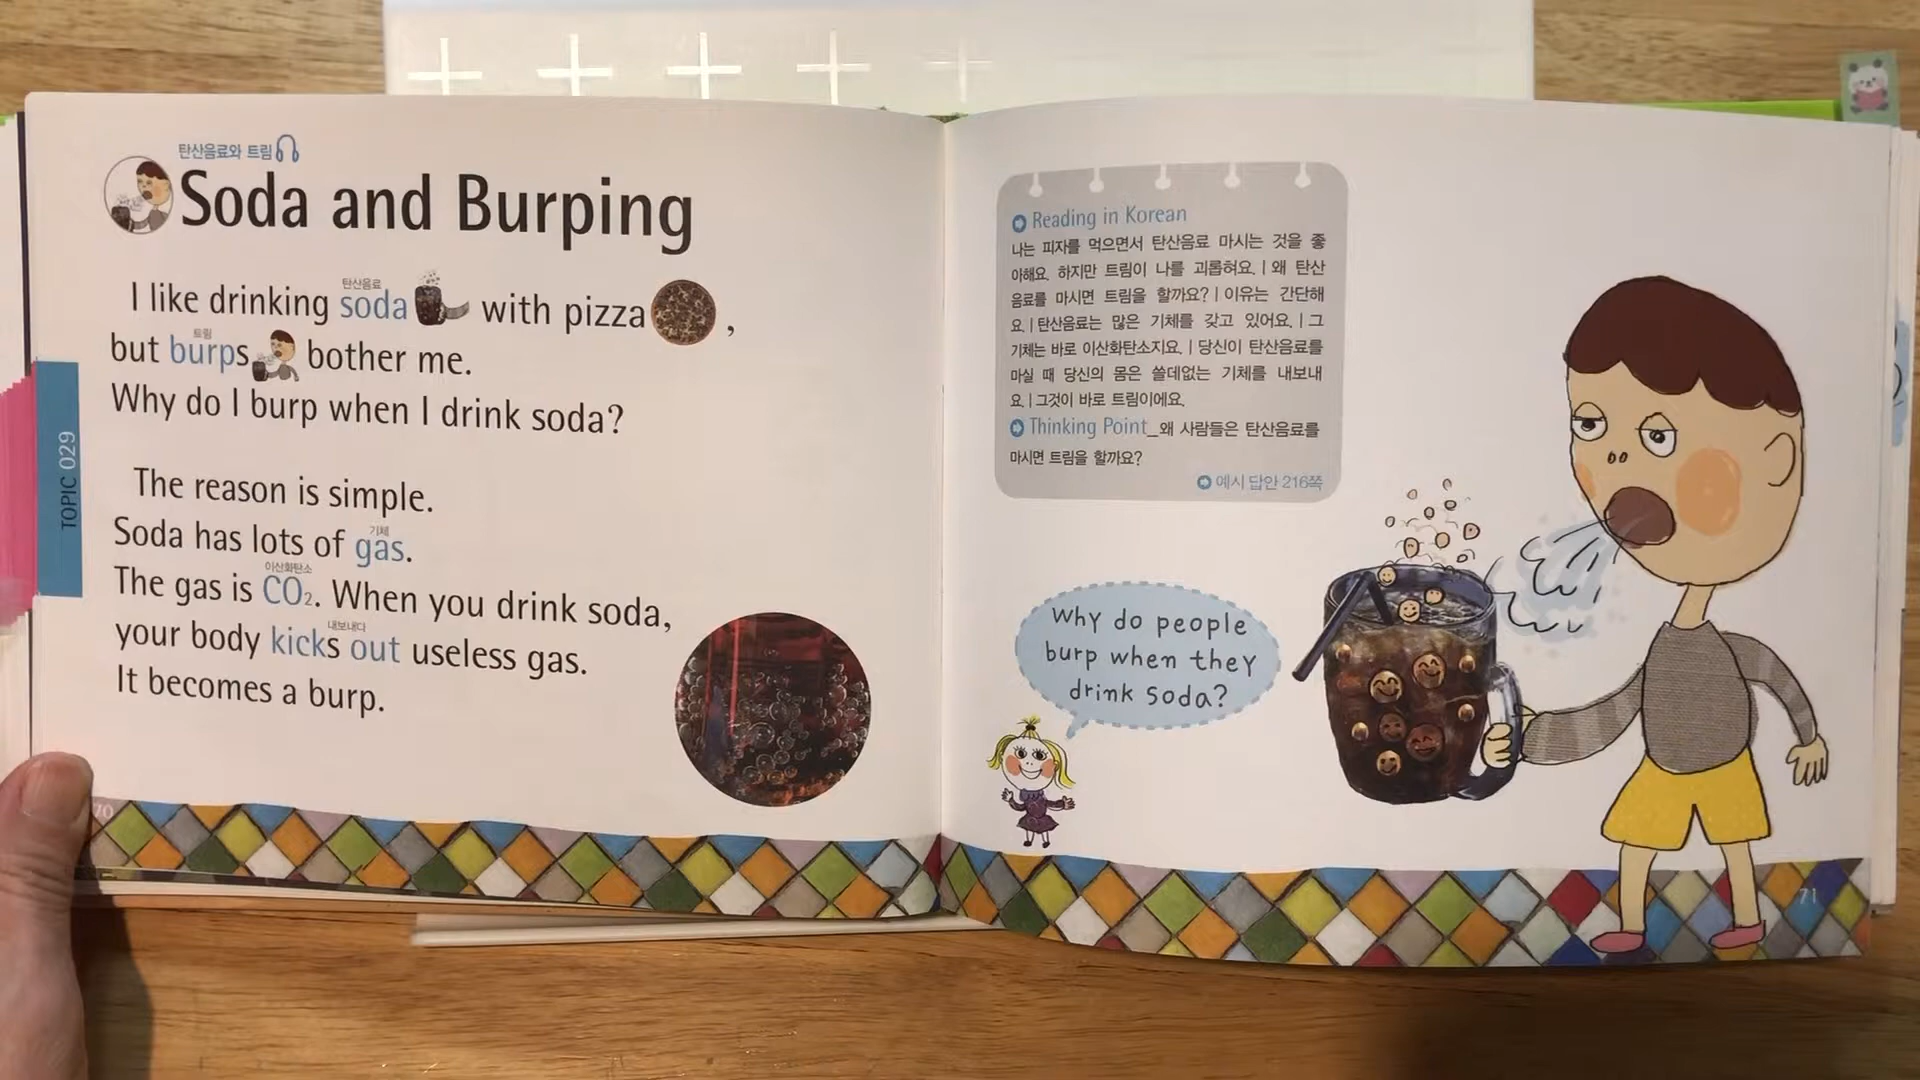 탄산음료와 트림
Soda and Burping
탄산음료
I like drinking soda with pizza,
트림
but burps bother me.
Why do I burp when I drink soda?
The reason is simple.
기체
Soda has lots of gas.
이산화탄소
The gas is CO₂. When you drink soda,
내보내다
your body kicks out useless gas.
It becomes a burp.
TOPIC 029
70
Reading in Korean
나는 피자를 먹으면서 탄산음료 마시는 것을 좋
아해요. 하지만 트림이 나를 괴롭혀요. | 왜 탄산
음료를 마시면 트림을 할까요? | 이유는 간단해
요. | 탄산음료는 많은 기체를 갖고 있어요. | 그
기체는 바로 이산화탄소지요. | 당신이 탄산음료를
마실 때 당신의 몸은 쓸데없는 기체를 내보내
요. | 그것이 바로 트림이에요.
Thinking Point_왜 사람들은 탄산음료를
마시면 트림을 할까요?
예시 답안 216쪽
Why do people
burp when they
drink soda?
71